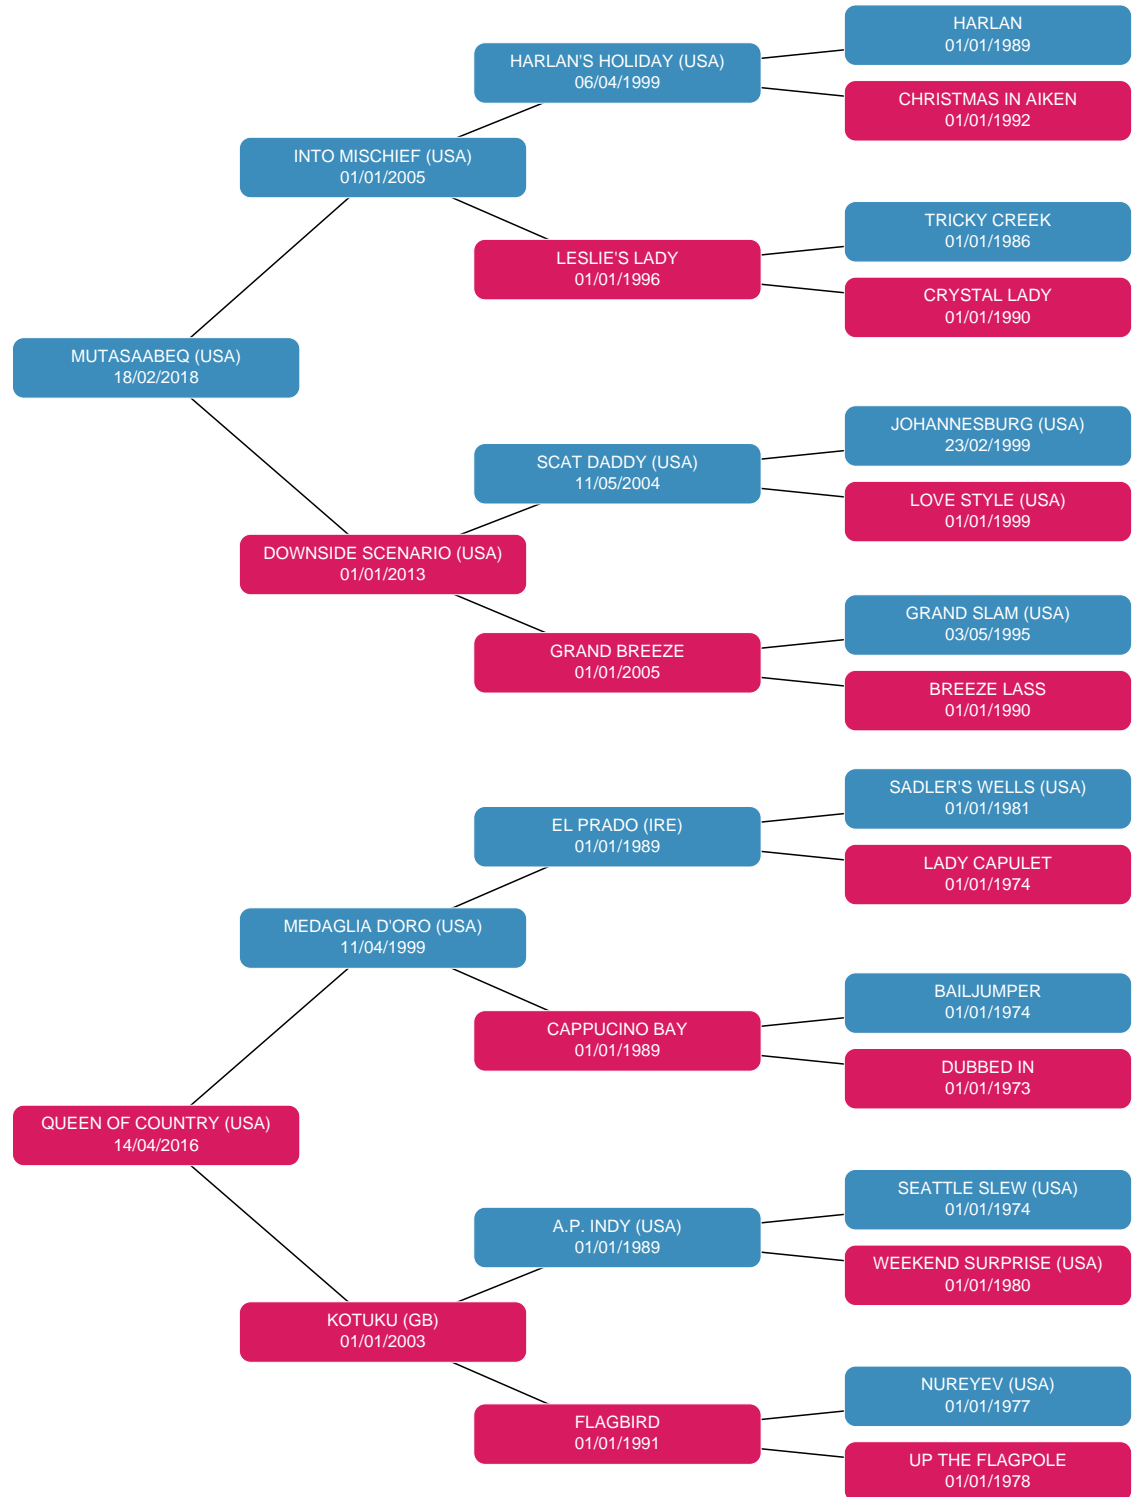 HARLAN
01/01/1989
HARLAN'S HOLIDAY (USA)
06/04/1999
CHRISTMAS IN AIKEN
01/01/1992
INTO MISCHIEF (USA)
01/01/2005
TRICKY CREEK
01/01/1986
LESLIE'S LADY
01/01/1996
CRYSTAL LADY
01/01/1990
MUTASAABEQ (USA)
18/02/2018
JOHANNESBURG (USA)
23/02/1999
SCAT DADDY (USA)
11/05/2004
LOVE STYLE (USA)
01/01/1999
DOWNSIDE SCENARIO (USA)
01/01/2013
GRAND SLAM (USA)
03/05/1995
GRAND BREEZE
01/01/2005
BREEZE LASS
01/01/1990
SADLER'S WELLS (USA)
01/01/1981
EL PRADO (IRE)
01/01/1989
LADY CAPULET
01/01/1974
MEDAGLIA D'ORO (USA)
11/04/1999
BAILJUMPER
01/01/1974
CAPPUCINO BAY
01/01/1989
DUBBED IN
01/01/1973
QUEEN OF COUNTRY (USA)
14/04/2016
SEATTLE SLEW (USA)
01/01/1974
A.P. INDY (USA)
01/01/1989
WEEKEND SURPRISE (USA)
01/01/1980
KOTUKU (GB)
01/01/2003
NUREYEV (USA)
01/01/1977
FLAGBIRD
01/01/1991
UP THE FLAGPOLE
01/01/1978